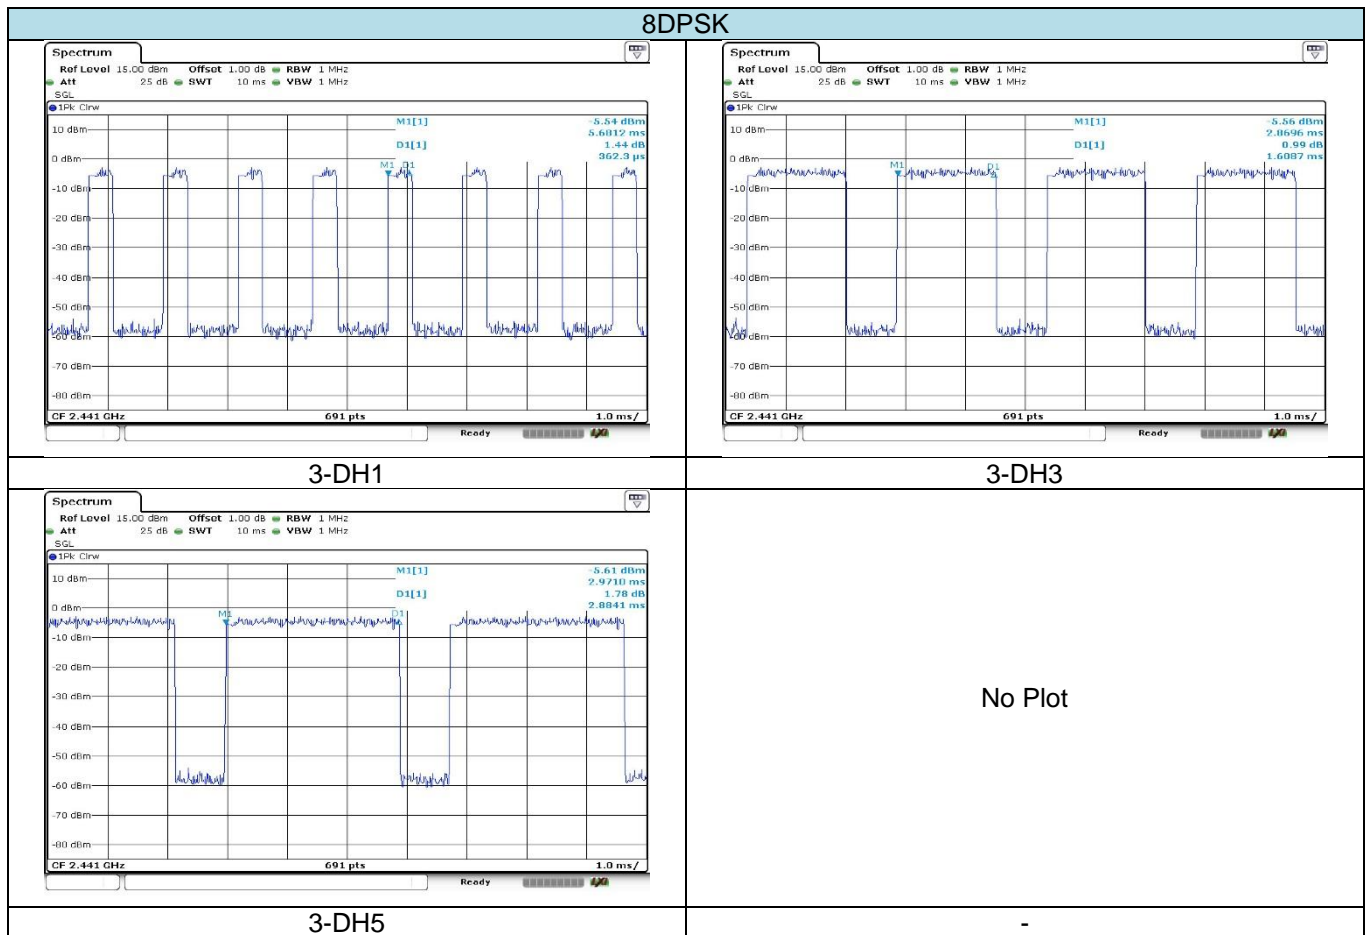 8DPSK
Spectrum
Ref Level 15.00 dBm Offset 1.00 dB RBW 1 MHz
Att 25 dB SWT 10 ms VBW 1 MHz
SGL
1Pk Clrw
M1[1] -5.54 dBm
5.6812 ms
D1[1] 1.44 dB
362.3 µs
10 dBm
0 dBm
M1 D1
-10 dBm
-20 dBm
-30 dBm
-40 dBm
-50 dBm
-60 dBm
-70 dBm
-80 dBm
CF 2.441 GHz 691 pts 1.0 ms/
Ready
3-DH1
Spectrum
Ref Level 15.00 dBm Offset 1.00 dB RBW 1 MHz
Att 25 dB SWT 10 ms VBW 1 MHz
SGL
1Pk Clrw
M1[1] -5.56 dBm
2.8696 ms
D1[1] 0.99 dB
1.6087 ms
10 dBm
0 dBm
M1 D1
-10 dBm
-20 dBm
-30 dBm
-40 dBm
-50 dBm
-60 dBm
-70 dBm
-80 dBm
CF 2.441 GHz 691 pts 1.0 ms/
Ready
3-DH3
Spectrum
Ref Level 15.00 dBm Offset 1.00 dB RBW 1 MHz
Att 25 dB SWT 10 ms VBW 1 MHz
SGL
1Pk Clrw
M1[1] -5.61 dBm
2.9710 ms
D1[1] 1.78 dB
2.8841 ms
10 dBm
0 dBm
M1 D1
-10 dBm
-20 dBm
-30 dBm
-40 dBm
-50 dBm
-60 dBm
-70 dBm
-80 dBm
CF 2.441 GHz 691 pts 1.0 ms/
Ready
3-DH5
No Plot
-